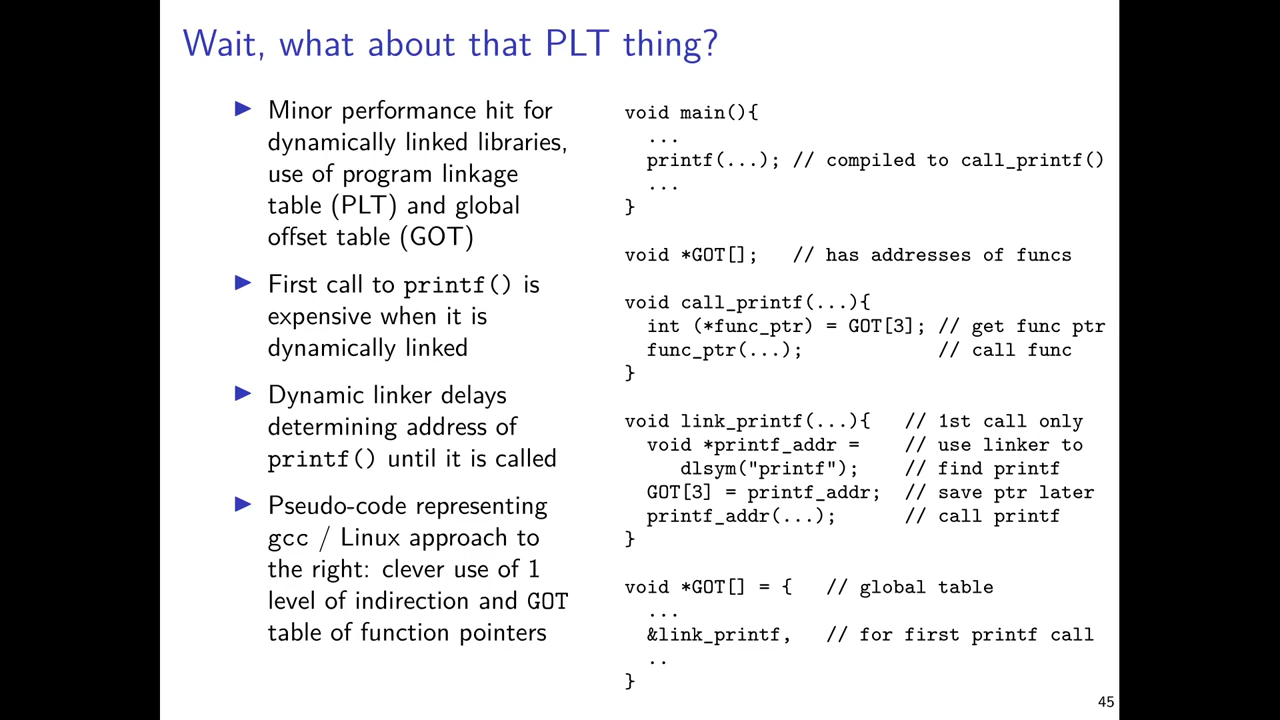 Wait, what about that PLT thing?
▶ Minor performance hit for
dynamically linked libraries,
use of program linkage
table (PLT) and global
offset table (GOT)
▶ First call to printf() is
expensive when it is
dynamically linked
▶ Dynamic linker delays
determining address of
printf() until it is called
▶ Pseudo-code representing
gcc / Linux approach to
the right: clever use of 1
level of indirection and GOT
table of function pointers
void main(){
  ...
  printf(...); // compiled to call_printf()
  ...
}
void *GOT[];   // has addresses of funcs
void call_printf(...){
  int (*func_ptr) = GOT[3]; // get func ptr
  func_ptr(...);            // call func
}
void link_printf(...){   // 1st call only
  void *printf_addr =    // use linker to
     dlsym("printf");    // find printf
  GOT[3] = printf_addr;  // save ptr later
  printf_addr(...);      // call printf
}
void *GOT[] = {   // global table
  ...
  &link_printf,   // for first printf call
  ..
}
45